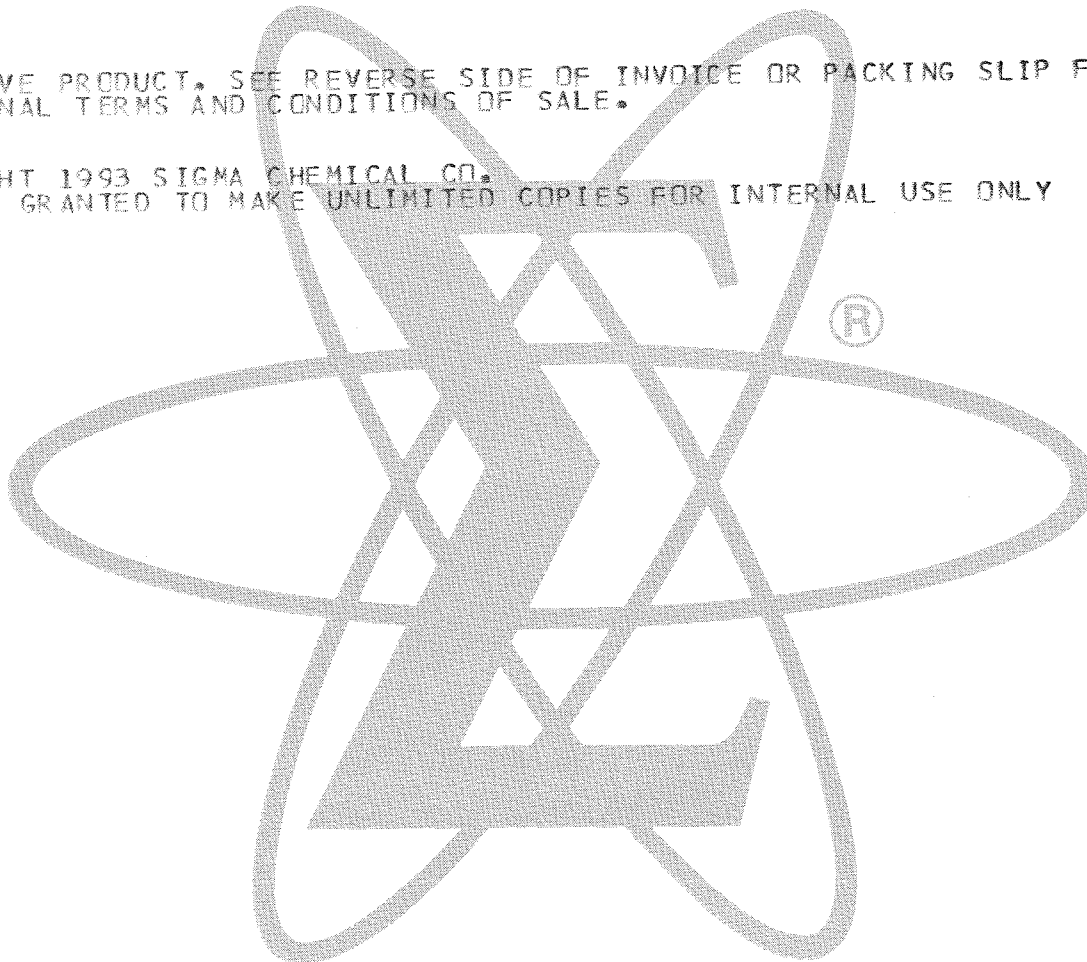 VE PRODUCT. SEE REVERSE SIDE OF INVOICE OR PACKING SLIP F
NAL TERMS AND CONDITIONS OF SALE.
HT 1993 SIGMA CHEMICAL CO.
GRANTED TO MAKE UNLIMITED COPIES FOR INTERNAL USE ONLY
Σ
®